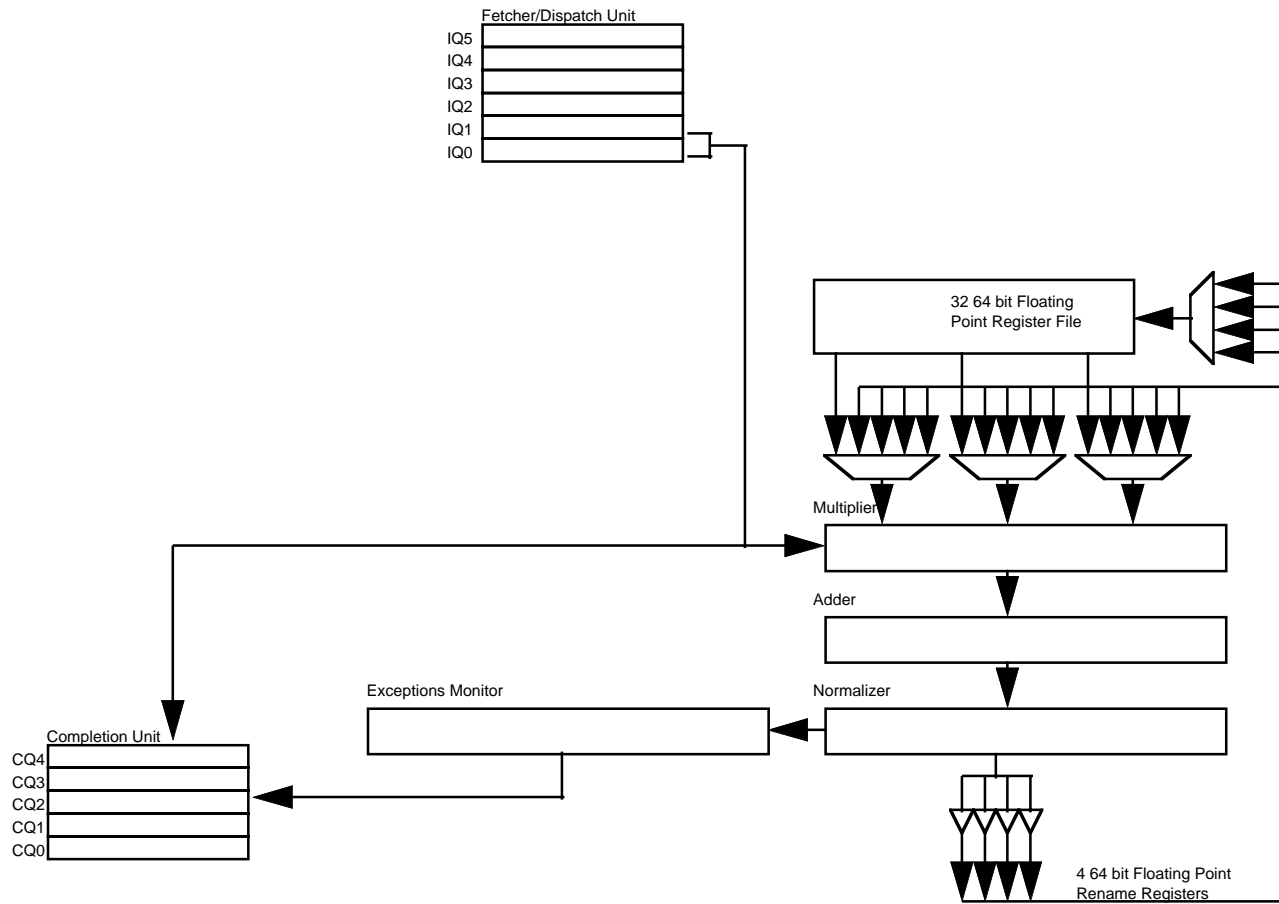 Fetcher/Dispatch Unit
IQ5
IQ4
IQ3
IQ2
IQ1
IQ0
32 64 bit Floating
Point Register File
Multiplier
Adder
Exceptions Monitor
Normalizer
Completion Unit
CQ4
CQ3
CQ2
CQ1
CQ0
4 64 bit Floating Point
Rename Registers